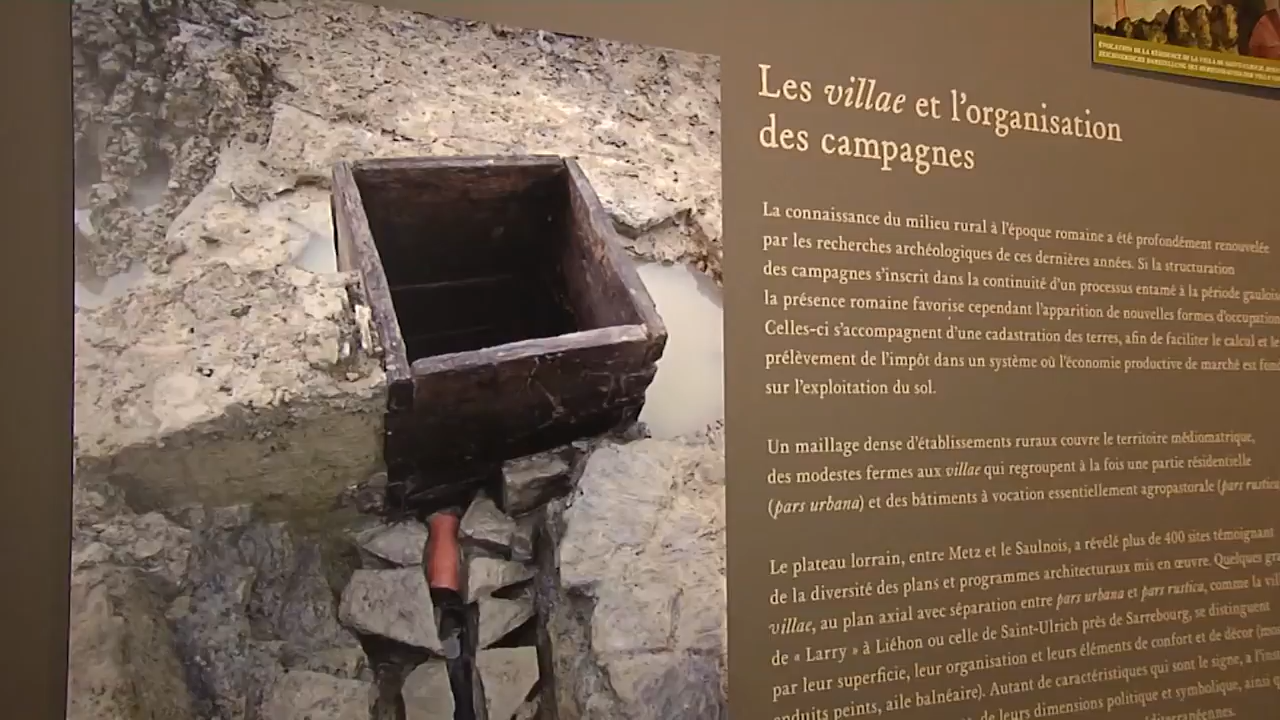 Les villae et l'organisation
des campagnes
La connaissance du milieu rural à l'époque romaine a été profondément renouvelée
par les recherches archéologiques de ces dernières années. Si la structuration
des campagnes s'inscrit dans la continuité d'un processus entamé à la période
la présence romaine favorise cependant l'apparition de nouvelles formes
Celles-ci s'accompagnent d'une cadastration des terres, afin de faciliter le calcul et le
prélèvement de l'impôt dans un système où l'économie productive de marché est
sur l'exploitation du sol.
Un maillage dense d'établissements ruraux couvre le territoire médiomatrique,
des modestes fermes aux villae qui regroupent à la fois une partie résidentielle
(pars urbana) et des bâtiments à vocation essentiellement agropastorale (pars
Le plateau lorrain, entre Metz et le Saulnois, a révélé plus de 400 sites témoignant
de la diversité des plans et programmes architecturaux mis en œuvre. Quelques
villae, au plan axial avec séparation entre pars urbana et pars rustica, comme la
de « Larry » à Liéhon ou celle de Saint-Ulrich près de Sarrebourg, se distinguent
par leur superficie, leur organisation et leurs éléments de confort et de décor
enduits peints, aile balnéaire). Autant de caractéristiques qui sont le signe, a
de leurs dimensions politique et symbolique, ainsi